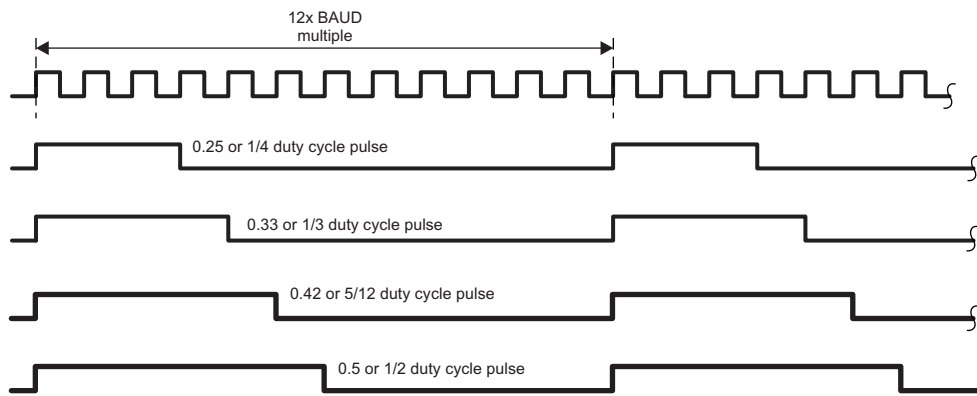 12x BAUD
multiple
0.25 or 1/4 duty cycle pulse
0.33 or 1/3 duty cycle pulse
0.42 or 5/12 duty cycle pulse
0.5 or 1/2 duty cycle pulse